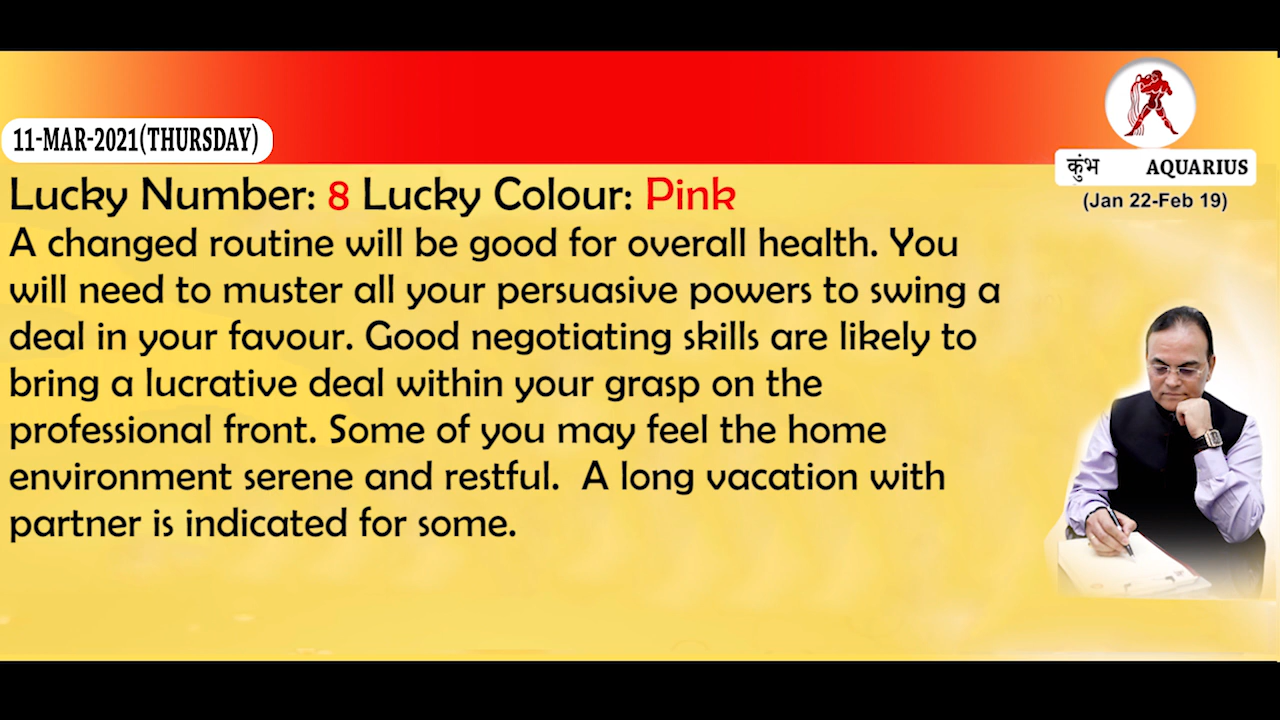 11-MAR-2021(THURSDAY)
कुंभ AQUARIUS
(Jan 22-Feb 19)
Lucky Number: 8 Lucky Colour: Pink
A changed routine will be good for overall health. You
will need to muster all your persuasive powers to swing a
deal in your favour. Good negotiating skills are likely to
bring a lucrative deal within your grasp on the
professional front. Some of you may feel the home
environment serene and restful.  A long vacation with
partner is indicated for some.